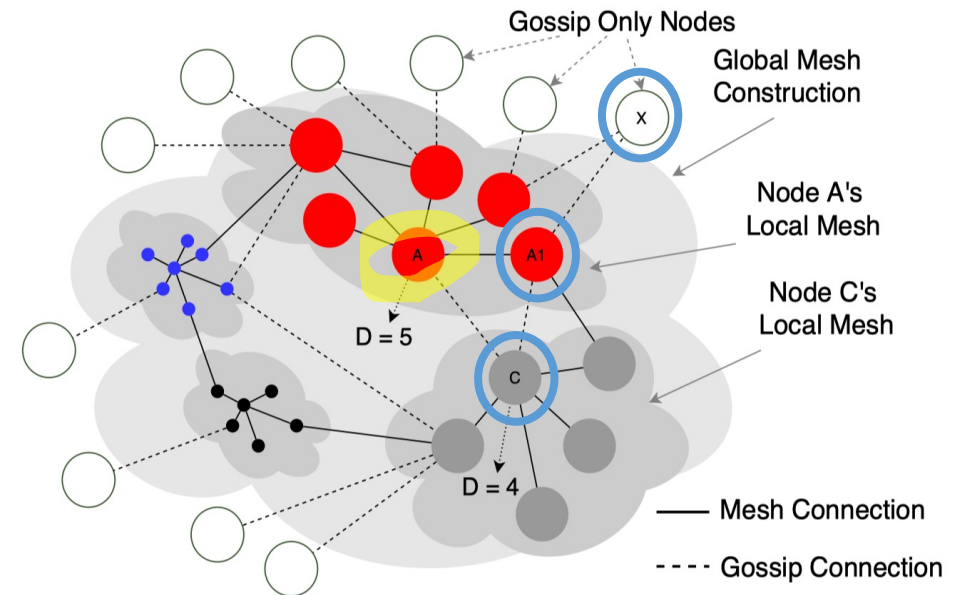 Gossip Only Nodes
Global Mesh
Construction
X
Node A's
Local Mesh
A
A1
Node C's
Local Mesh
D = 5
C
D = 4
Mesh Connection
Gossip Connection